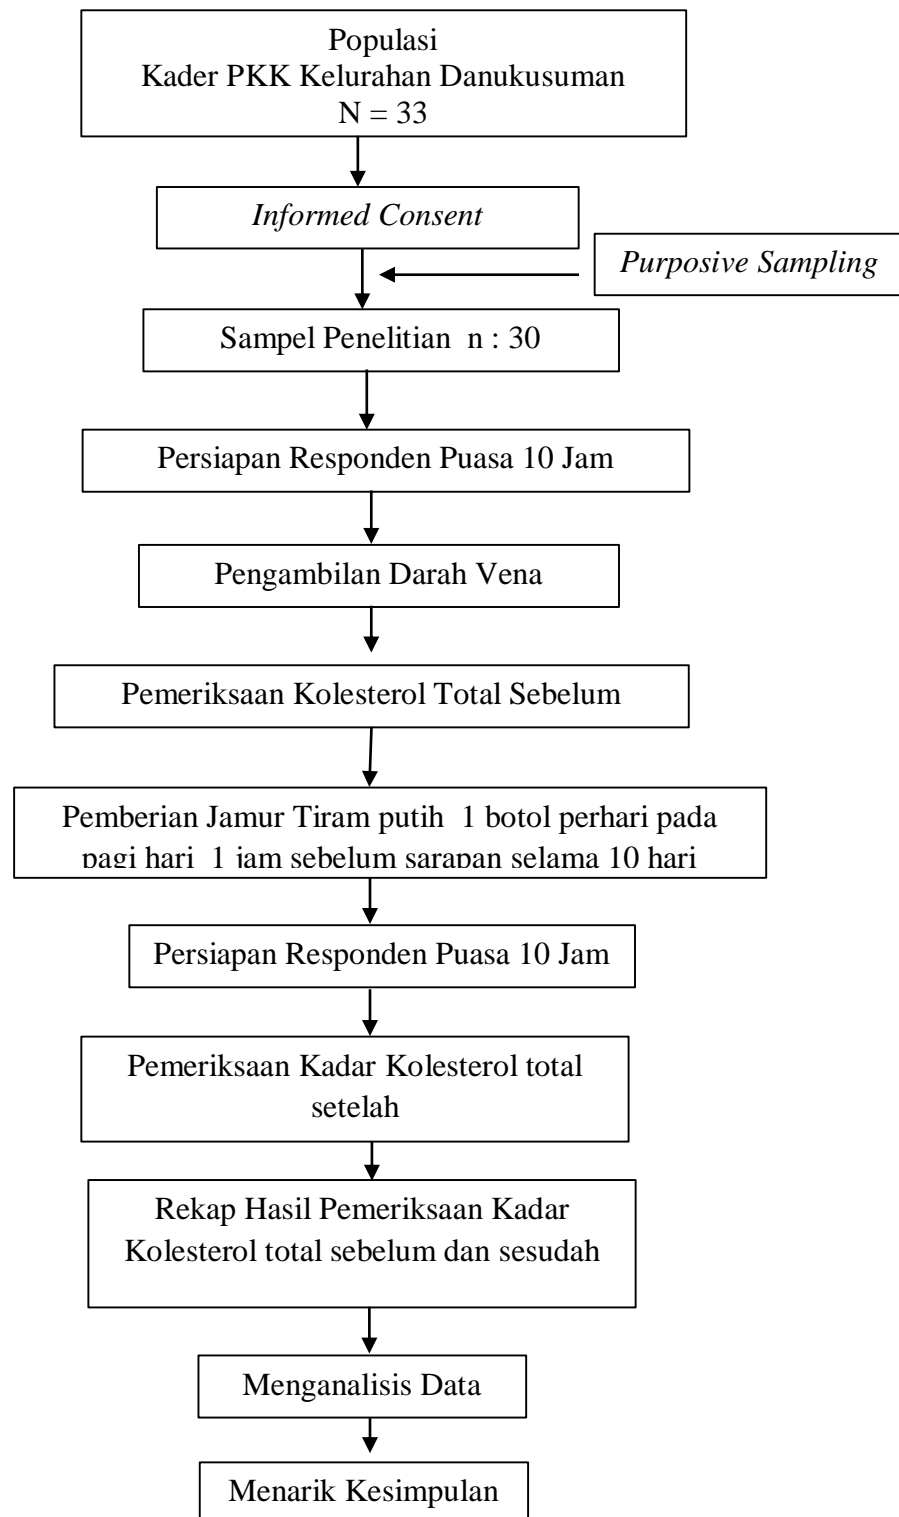 Populasi
Kader PKK Kelurahan Danukusuman
N = 33
Informed Consent
Purposive Sampling
Sampel Penelitian n : 30
Persiapan Responden Puasa 10 Jam
Pengambilan Darah Vena
Pemeriksaan Kolesterol Total Sebelum
Pemberian Jamur Tiram putih 1 botol perhari pada
pagi hari 1 jam sebelum sarapan selama 10 hari
Persiapan Responden Puasa 10 Jam
Pemeriksaan Kadar Kolesterol total
setelah
Rekap Hasil Pemeriksaan Kadar
Kolesterol total sebelum dan sesudah
Menganalisis Data
Menarik Kesimpulan